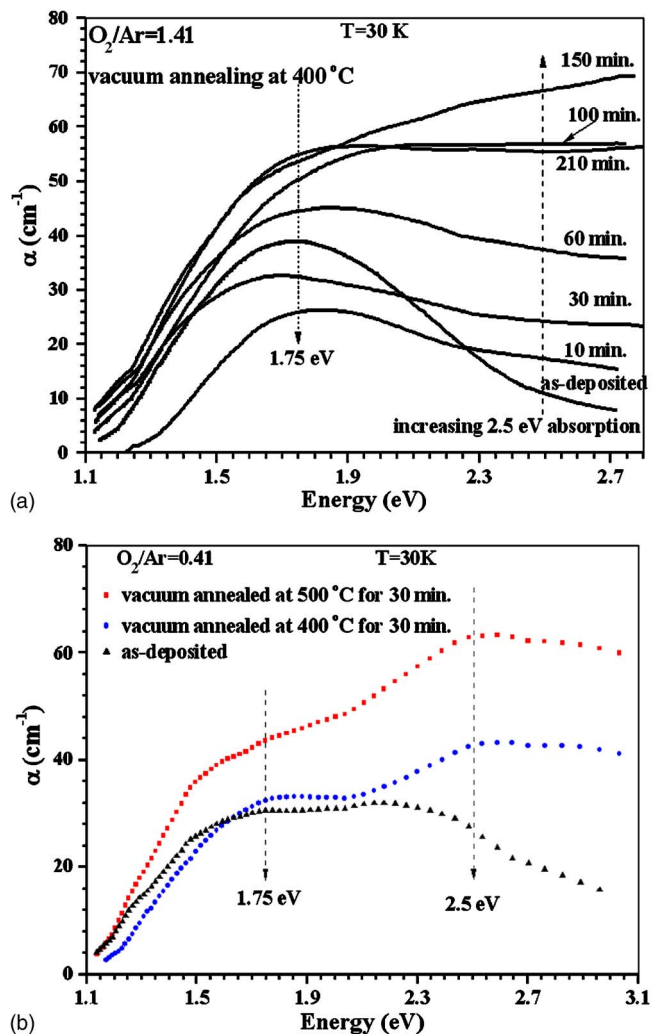 O2/Ar=1.41 T=30 K
vacuum annealing at 400°C
150 min.
100 min.
210 min.
60 min.
30 min.
10 min.
as-deposited
1.75 eV
increasing 2.5 eV absorption
80
70
60
50
40
30
20
10
0
α (cm-1)
1.1 1.5 1.9 2.3 2.7
Energy (eV)
(a)
O2/Ar=0.41 T=30K
vacuum annealed at 500 °C for 30 min.
vacuum annealed at 400 °C for 30 min.
as-deposited
1.75 eV
2.5 eV
80
60
40
20
0
α (cm-1)
1.1 1.5 1.9 2.3 2.7 3.1
Energy (eV)
(b)